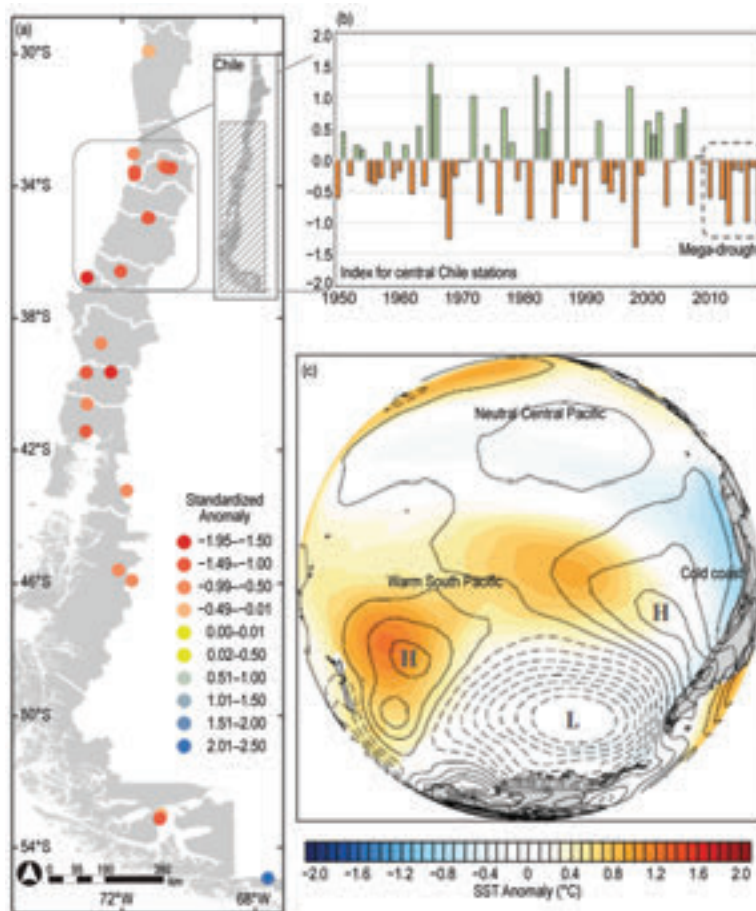 (a)
30°S
34°S
38°S
42°S
46°S
50°S
54°S
72°W
68°W
Chile
Standardized
Anomaly
−1.95–−1.50
−1.49–−1.00
−0.99–−0.50
−0.49–−0.01
0.00–0.01
0.02–0.50
0.51–1.00
1.01–1.50
1.51–2.00
2.01–2.50
km
(b)
2.0
1.5
1.0
0.5
0.0
−0.5
−1.0
−1.5
−2.0
Mega-drough
Index for central Chile stations
1950
1960
1970
1980
1990
2000
2010
(c)
Neutral Central Pacific
Warm South Pacific
Cold coast
H
H
L
−2.0 −1.6 −1.2 −0.8 −0.4 0 0.4 0.8 1.2 1.6 2.0
SST Anomaly (°C)